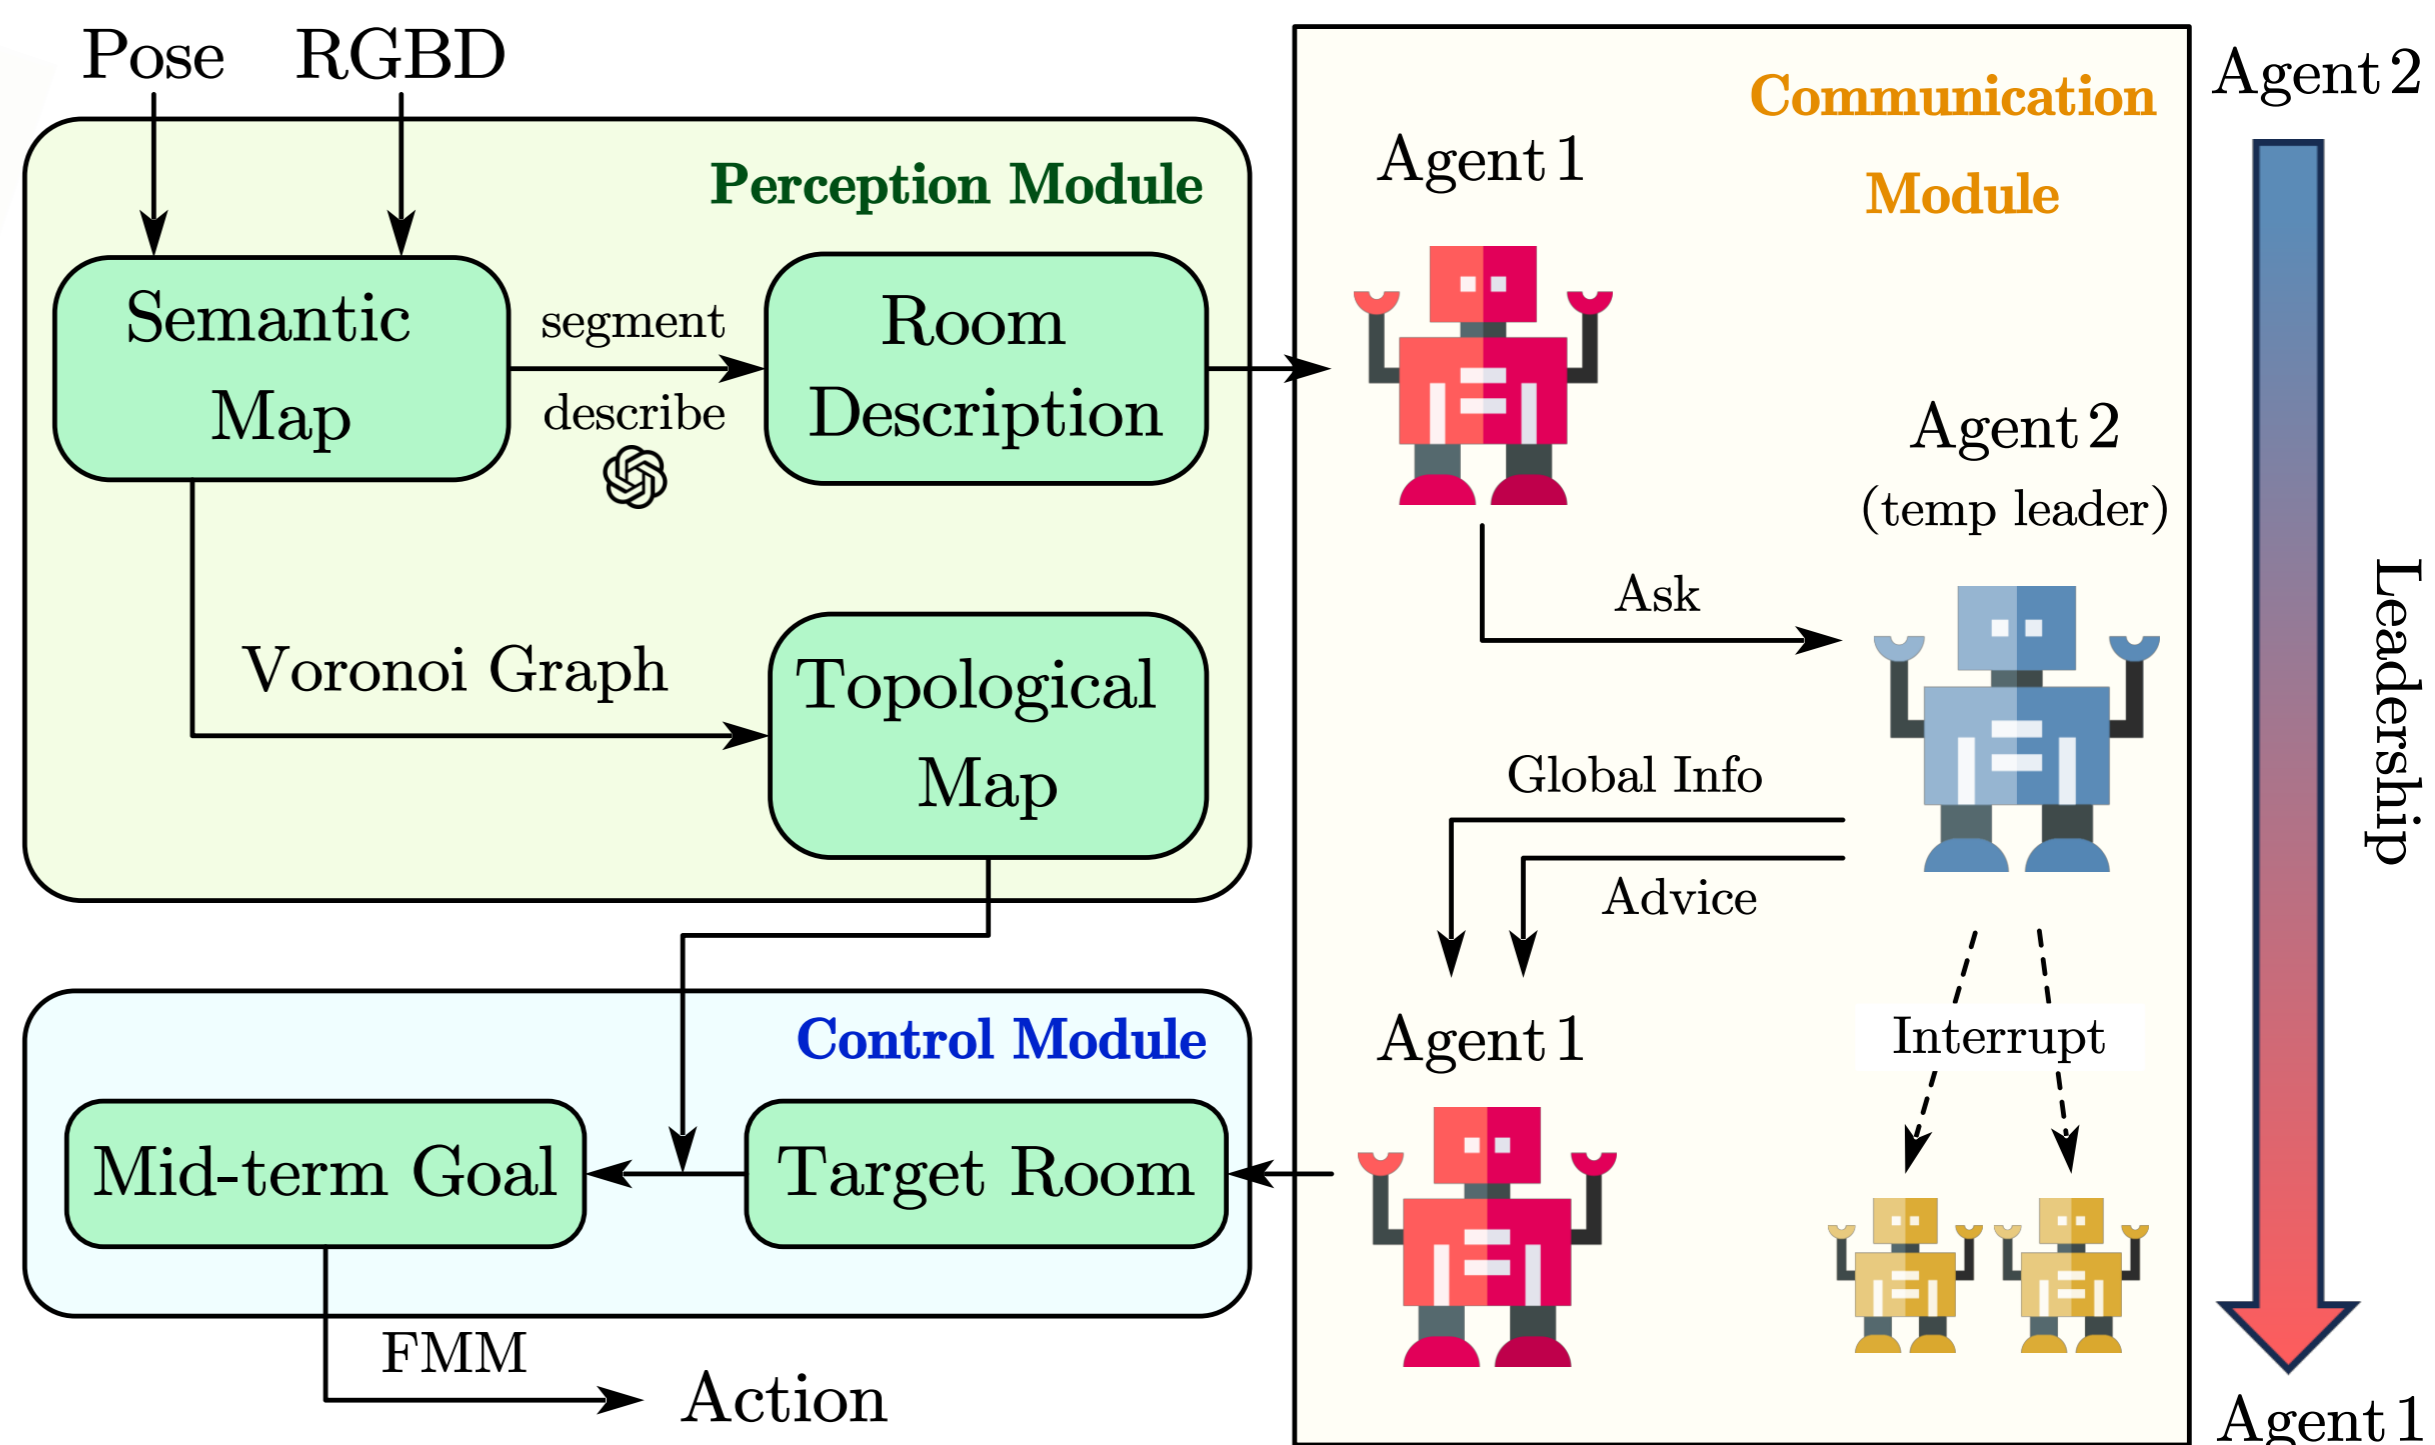 Pose
RGBD
Perception Module
Semantic
Map
segment
describe
Room
Description
Voronoi Graph
Topological
Map
Control Module
Mid-term Goal
Target Room
FMM
Action
Communication
Module
Agent 1
Agent 2
(temp leader)
Ask
Global Info
Advice
Agent 1
Interrupt
Agent 2
Leadership
Agent 1